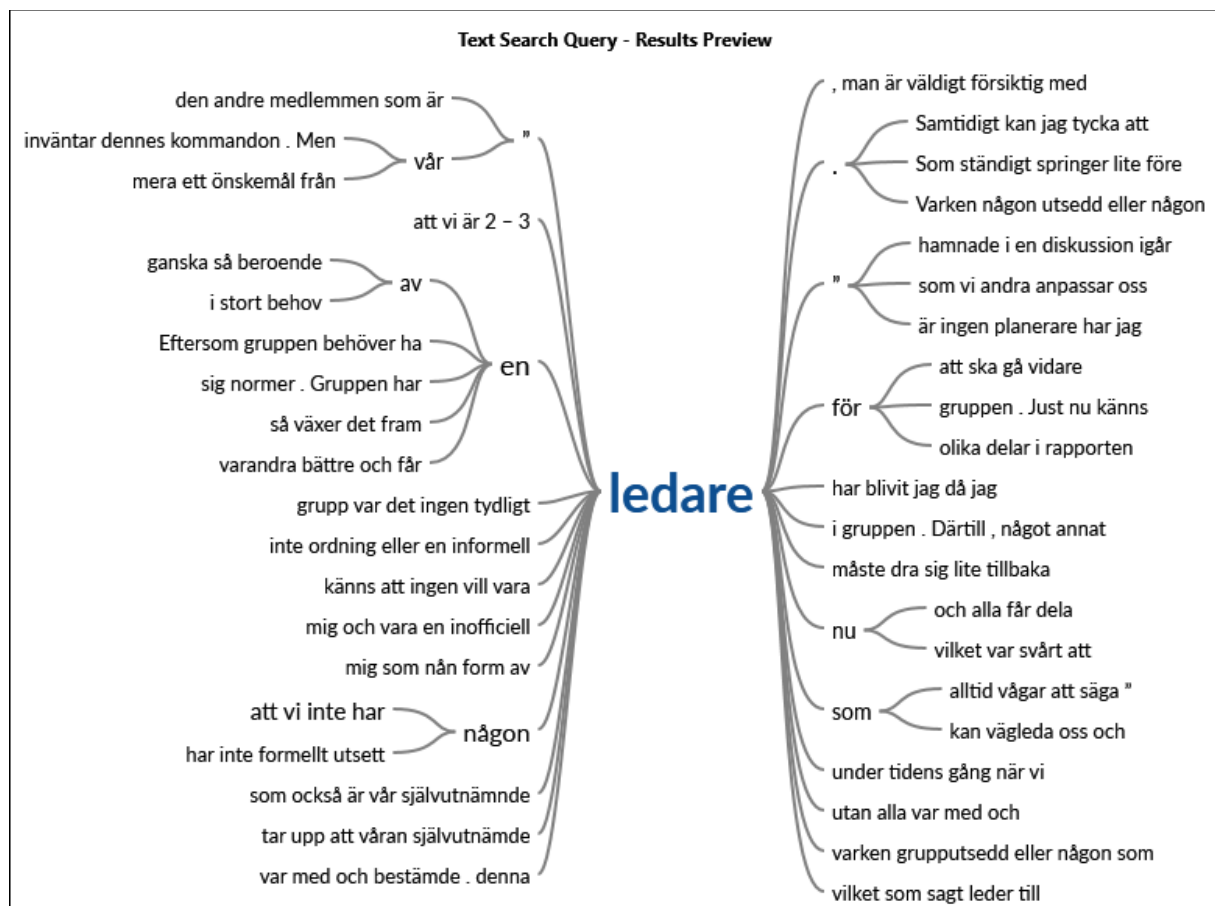 Text Search Query - Results Preview
den andre medlemmen som är
inväntar dennes kommandon . Men
mera ett önskemål från
vår
”
att vi är 2 – 3
ganska så beroende
i stort behov
av
Eftersom gruppen behöver ha
sig normer . Gruppen har
så växer det fram
varandra bättre och får
en
grupp var det ingen tydligt
inte ordning eller en informell
känns att ingen vill vara
mig och vara en inofficiell
mig som nån form av
att vi inte har
har inte formellt utsett
någon
som också är vår självutnämnde
tar upp att våran självutnämde
var med och bestämde . denna
ledare
, man är väldigt försiktig med
.
Samtidigt kan jag tycka att
Som ständigt springer lite före
Varken någon utsedd eller någon
”
hamnade i en diskussion igår
som vi andra anpassar oss
är ingen planerare har jag
för
att ska gå vidare
gruppen . Just nu känns
olika delar i rapporten
har blivit jag då jag
i gruppen . Därtill , något annat
måste dra sig lite tillbaka
nu
och alla får dela
vilket var svårt att
som
alltid vågar att säga ”
kan vägleda oss och
under tidens gång när vi
utan alla var med och
varken grupputsedd eller någon som
vilket som sagt leder till